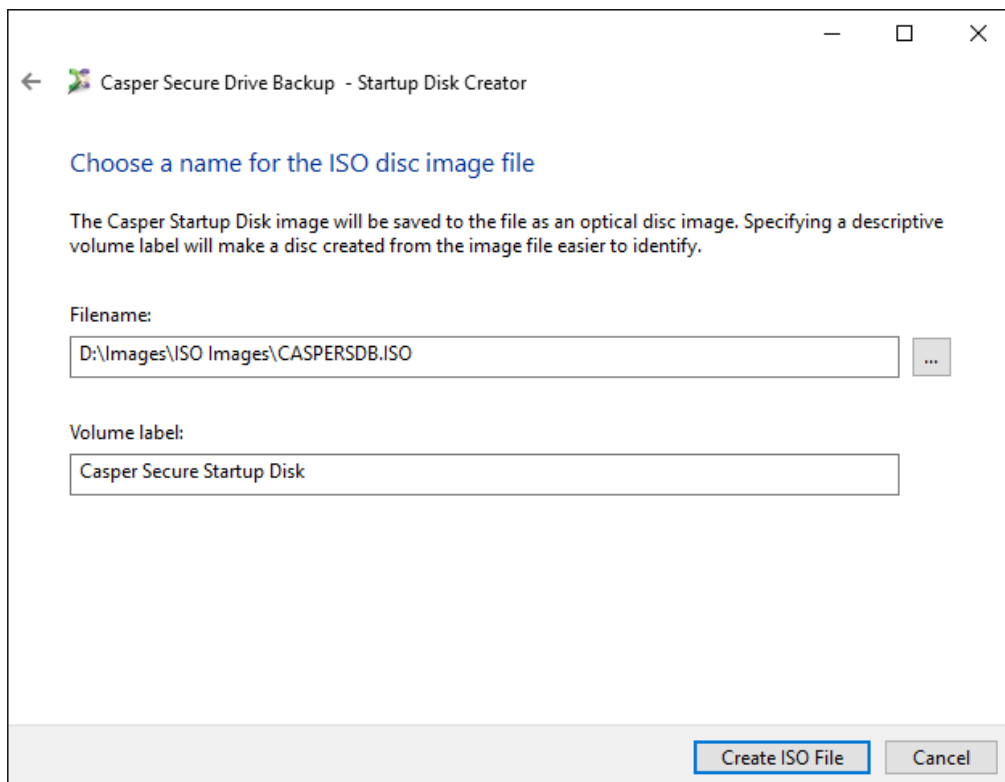 Casper Secure Drive Backup - Startup Disk Creator
Choose a name for the ISO disc image file
The Casper Startup Disk image will be saved to the file as an optical disc image. Specifying a descriptive
volume label will make a disc created from the image file easier to identify.
Filename:
D:\Images\ISO Images\CASPERSDB.ISO
...
Volume label:
Casper Secure Startup Disk
Create ISO File
Cancel